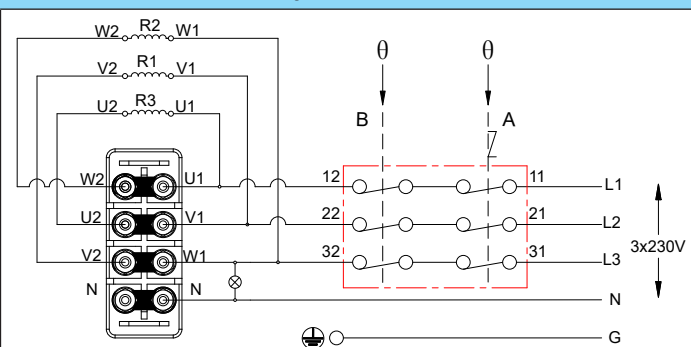 W2 R2 W1
V2 R1 V1
U2 R3 U1
θ θ
B A
W2 U1 12 11 L1
U2 V1 22 21 L2
V2 W1 32 31 L3
3x230V
N N N
G